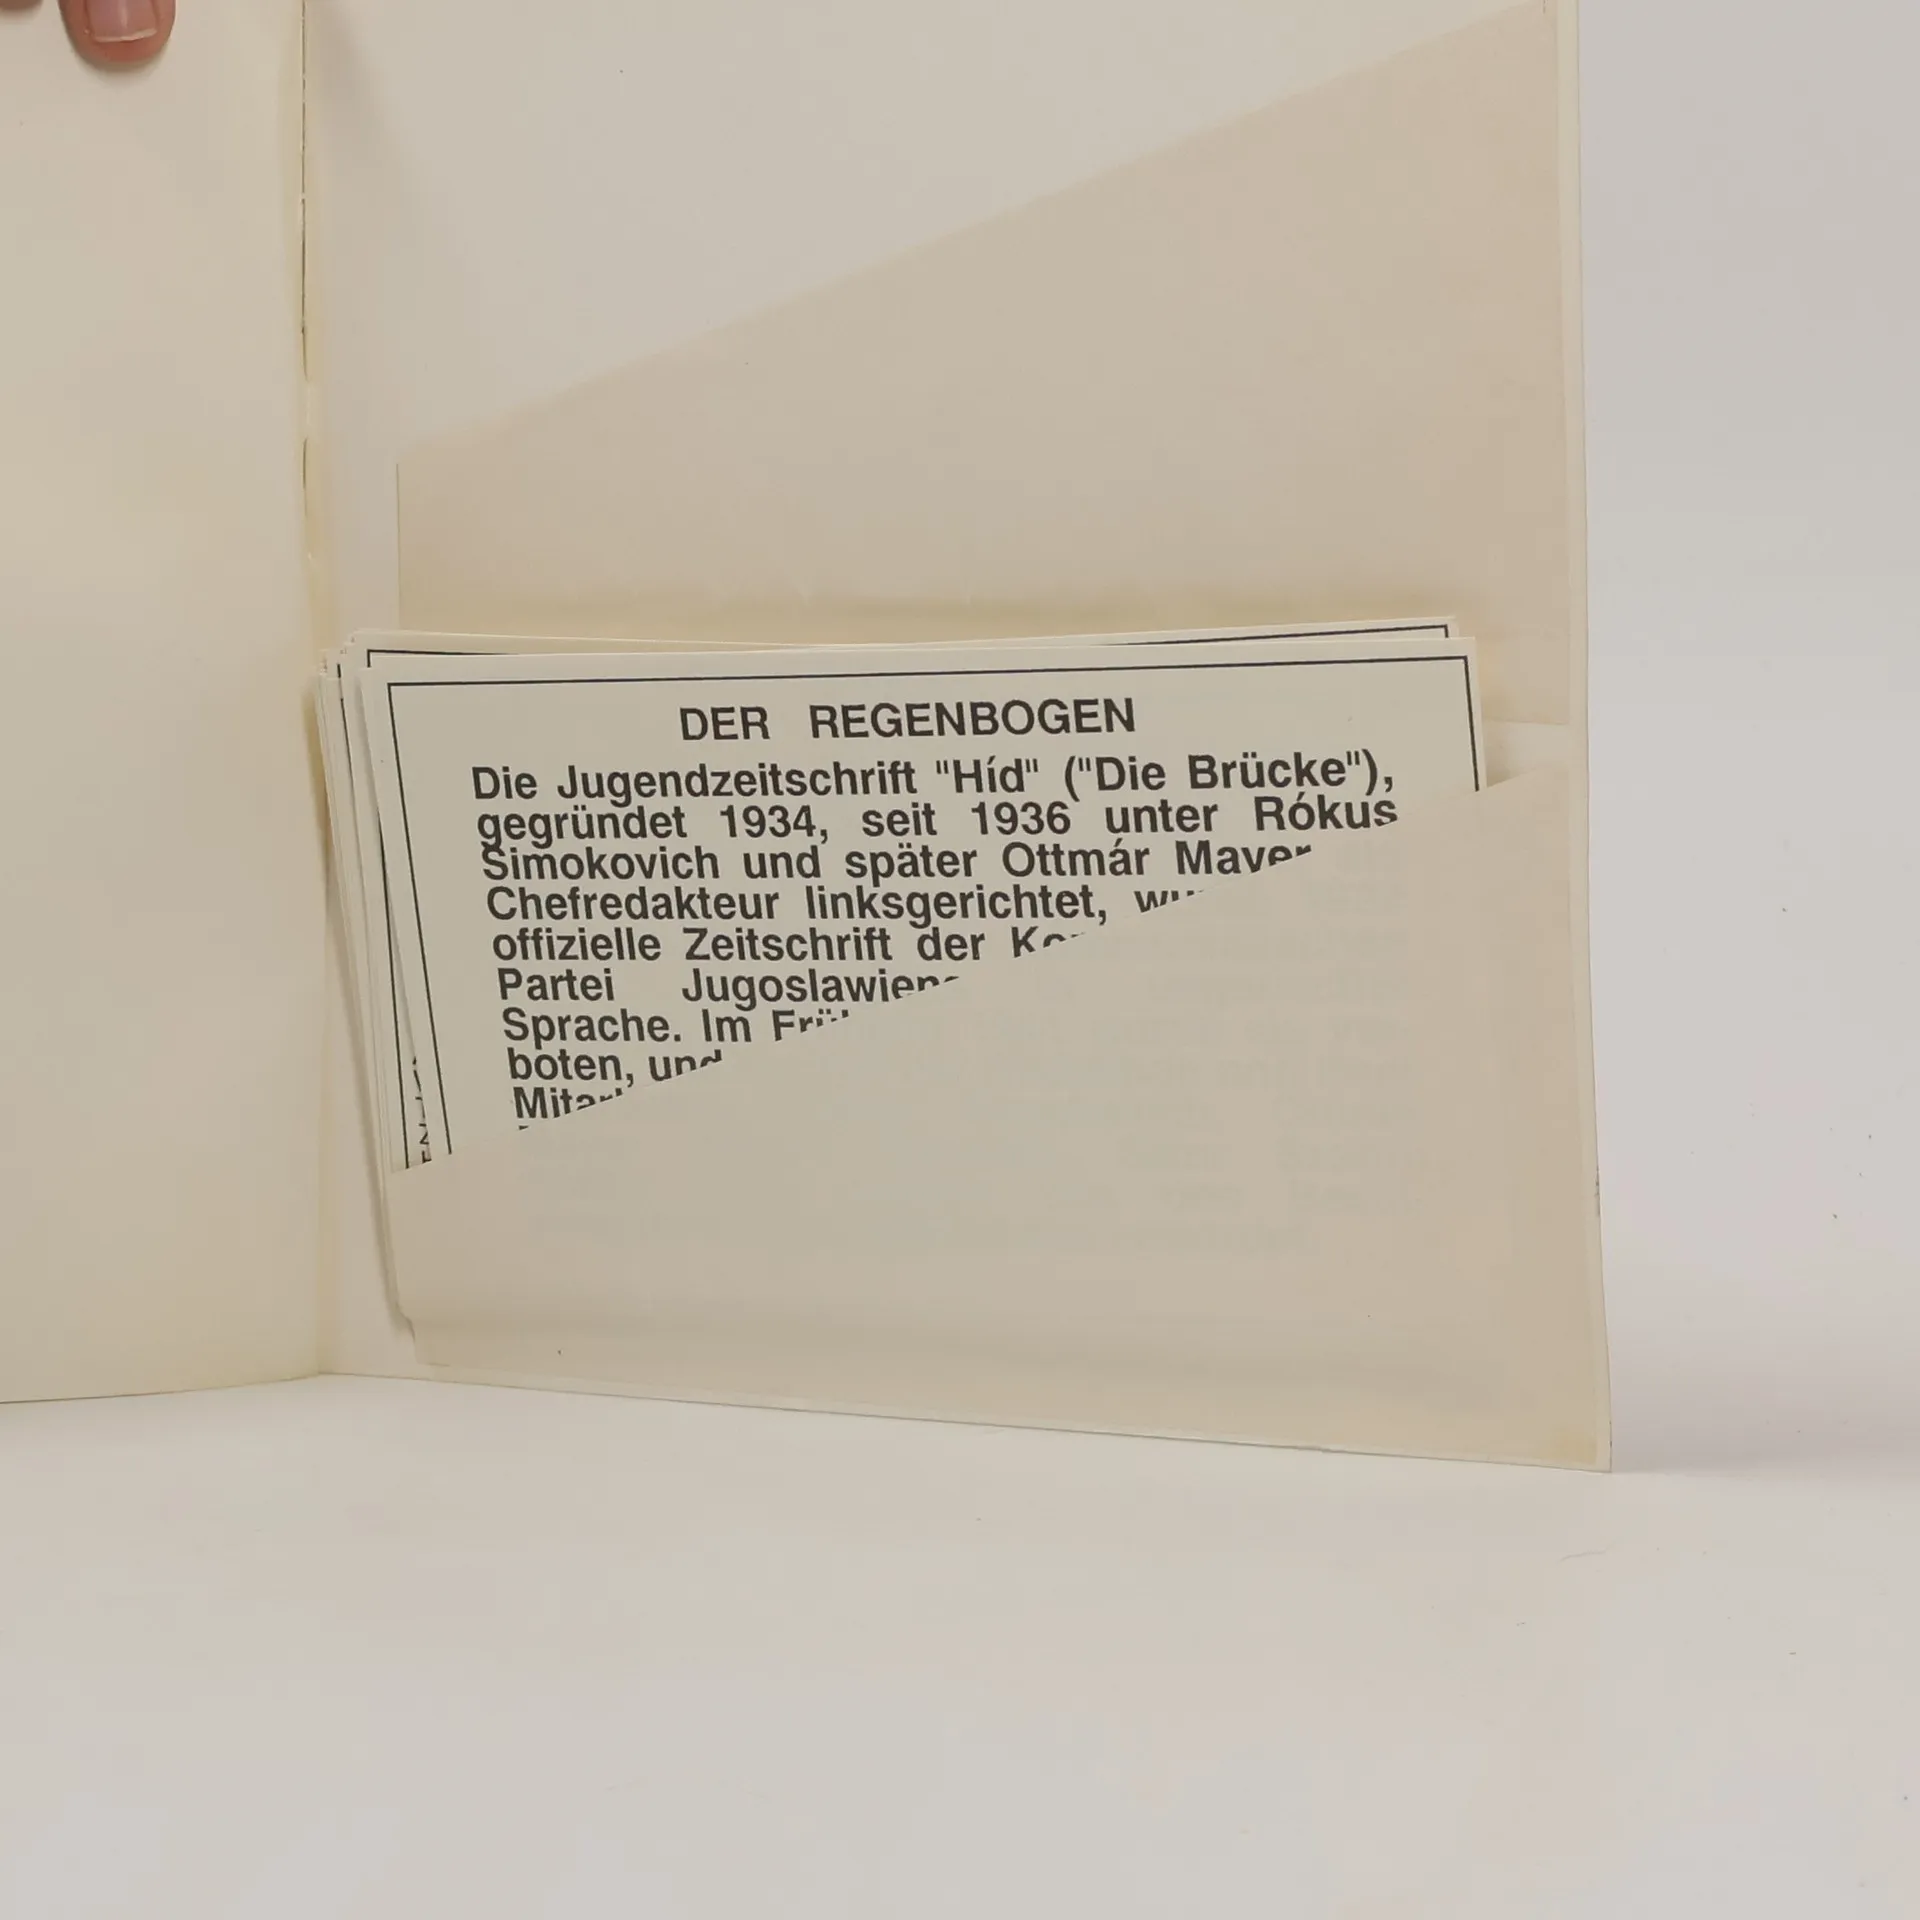 DER REGENBOGEN
Die Jugendzeitschrift "Híd" ("Die Brücke"),
gegründet 1934, seit 1936 unter Rókus
Simokovich und später Ottmár Mayer
Chefredakteur linksgerichtet,
offizielle Zeitschrift der
Partei Jugoslawiens
Sprache. Im
boten, und